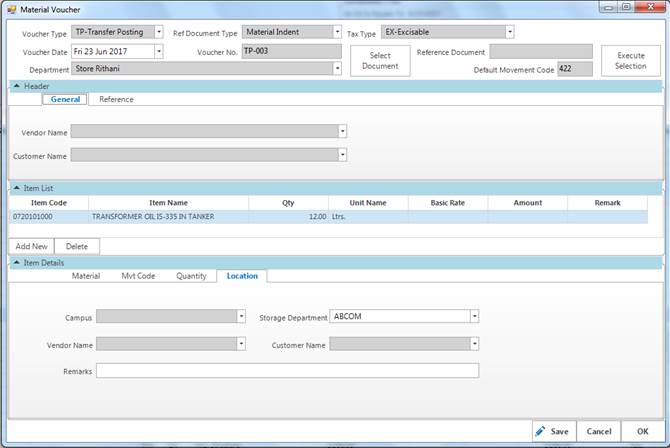 Material Voucher
Voucher Type TP-Transfer Posting Ref Document Type Material Indent Tax Type EX-Excisable
Voucher Date Fri 23 Jun 2017 Voucher No. TP-003 Select Document Reference Document Execute Selection
Department Store Rithani Default Movement Code 422
Header
General Reference
Vendor Name
Customer Name
Item List
Item Code Item Name Qty Unit Name Basic Rate Amount Remark
0720101000 TRANSFORMER OIL IS-335 IN TANKER 12.00 Ltrs.
Add New Delete
Item Details
Material Mvt Code Quantity Location
Campus Storage Department ABCOM
Vendor Name Customer Name
Remarks
Save Cancel OK